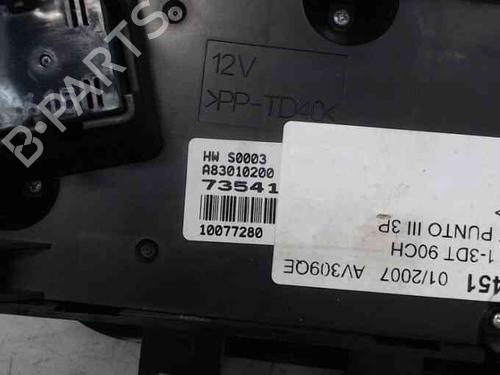 12V
>PP-TD40<
HW S0003
A83010200
73541
10077280
PUNTO III 3P
1-3DT 90CH
01/2007 AV309QE
451
B-PARTS